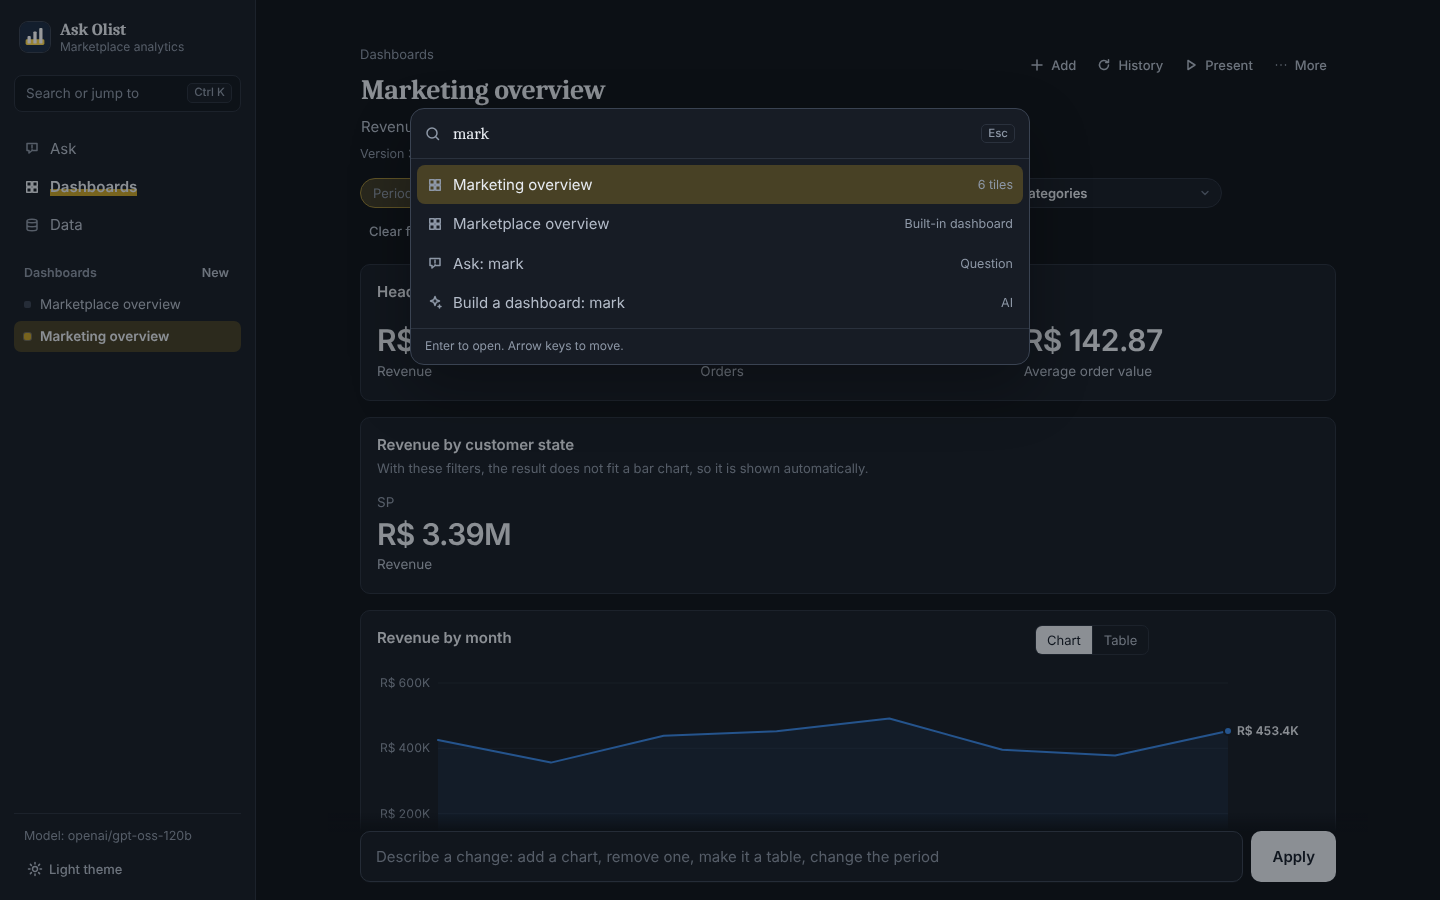 Ask Olist
Marketplace analytics
Search or jump to
Ctrl K
Ask
Dashboards
Data
Dashboards
New
Marketplace overview
Marketing overview
Model: openai/gpt-oss-120b
Light theme
Dashboards
Marketing overview
Add
History
Present
More
Version
Clear
mark
Esc
Marketing overview
6 tiles
Marketplace overview
Built-in dashboard
Ask: mark
Question
Build a dashboard: mark
AI
Enter to open. Arrow keys to move.
R$
Revenue
Orders
R$ 142.87
Average order value
Revenue by customer state
With these filters, the result does not fit a bar chart, so it is shown automatically.
SP
R$ 3.39M
Revenue
Revenue by month
Chart
Table
R$ 600K
R$ 400K
R$ 200K
R$ 453.4K
Describe a change: add a chart, remove one, make it a table, change the period
Apply